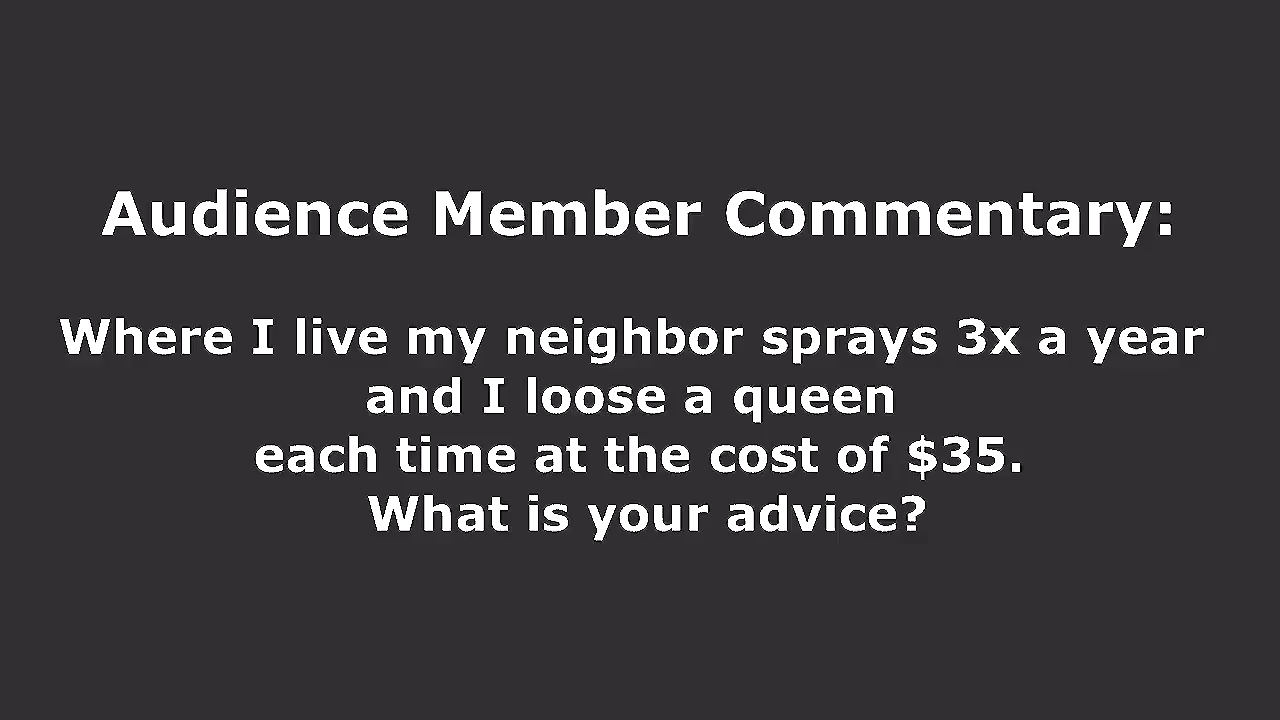 Audience Member Commentary:
Where I live my neighbor sprays 3x a year
and I loose a queen
each time at the cost of $35.
What is your advice?